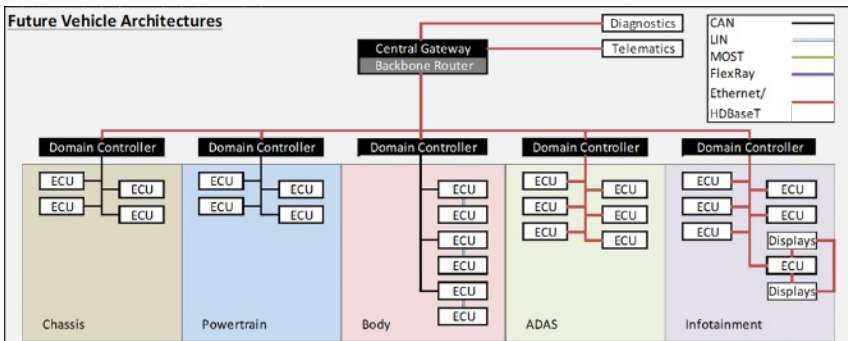 Future Vehicle Architectures
Diagnostics
Central Gateway
Backbone Router
Telematics
CAN
LIN
MOST
FlexRay
Ethernet/
HDBaseT
Domain Controller
Domain Controller
Domain Controller
Domain Controller
Domain Controller
ECU
ECU
ECU
ECU
Chassis
ECU
ECU
ECU
ECU
Powertrain
ECU
ECU
ECU
ECU
ECU
ECU
Body
ECU
ECU
ECU
ECU
ECU
ECU
ADAS
ECU
ECU
ECU
ECU
ECU
Displays
ECU
Displays
Infotainment